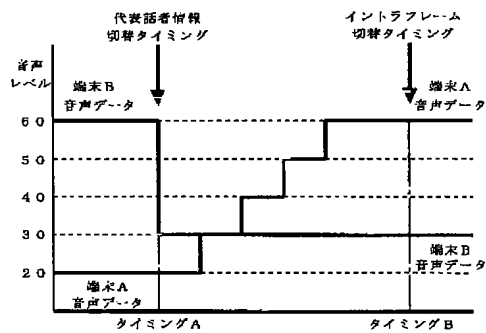 代表話者情報
切替タイミング
イントラフレーム
切替タイミング
音声
レベル
端末B
音声データ
端末A
音声データ
60
50
40
30
20
端末A
音声データ
端末B
音声データ
タイミングA
タイミングB